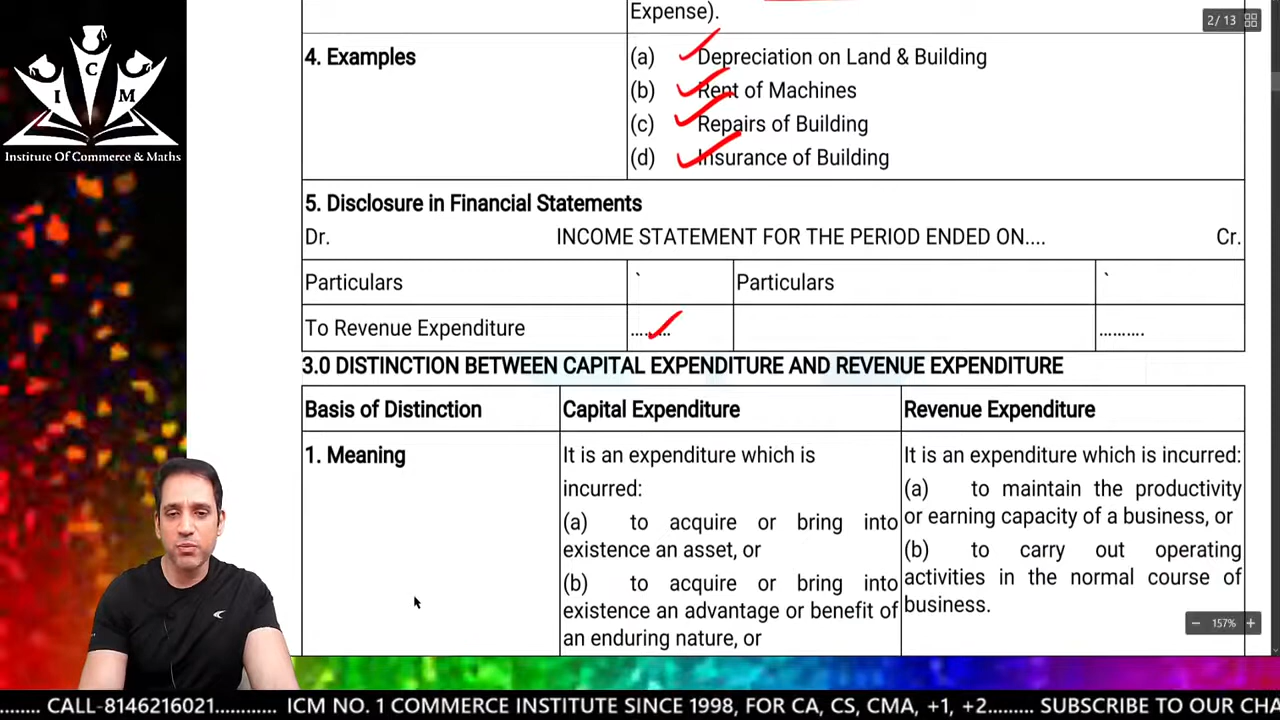 Expense).
2 / 13
I C M
Institute Of Commerce & Maths
4. Examples
(a) Depreciation on Land & Building
(b) Rent of Machines
(c) Repairs of Building
(d) Insurance of Building
5. Disclosure in Financial Statements
Dr. INCOME STATEMENT FOR THE PERIOD ENDED ON.... Cr.
Particulars ` Particulars `
To Revenue Expenditure ......... ..........
3.0 DISTINCTION BETWEEN CAPITAL EXPENDITURE AND REVENUE EXPENDITURE
Basis of Distinction Capital Expenditure Revenue Expenditure
1. Meaning
It is an expenditure which is
incurred:
(a) to acquire or bring into
existence an asset, or
(b) to acquire or bring into
existence an advantage or benefit of
an enduring nature, or
It is an expenditure which is incurred:
(a) to maintain the productivity
or earning capacity of a business, or
(b) to carry out operating
activities in the normal course of
business.
− 157% +
........ CALL-8146216021............ ICM NO. 1 COMMERCE INSTITUTE SINCE 1998, FOR CA, CS, CMA, +1, +2........ SUBSCRIBE TO OUR CHA